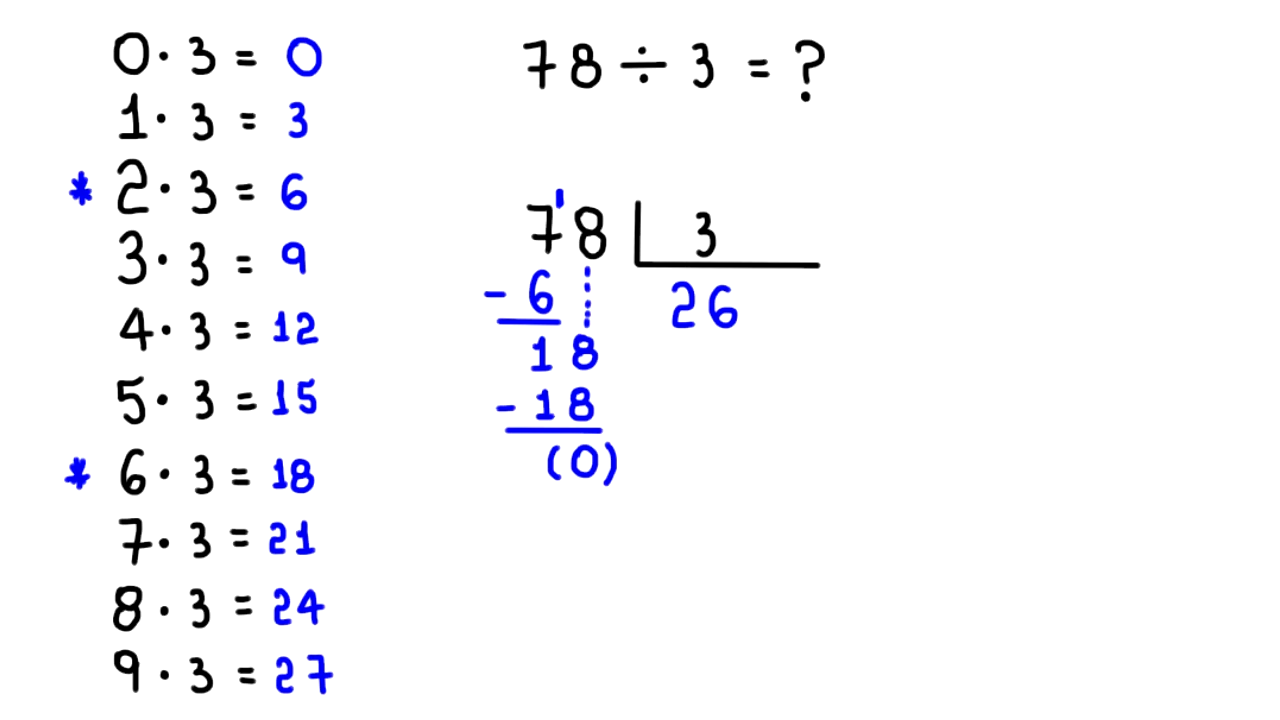 0 · 3 = 0
1 · 3 = 3
* 2 · 3 = 6
3 · 3 = 9
4 · 3 = 12
5 · 3 = 15
* 6 · 3 = 18
7 · 3 = 21
8 · 3 = 24
9 · 3 = 27
78 ÷ 3 = ?
7'8 | 3
- 6 26
18
- 18
(0)